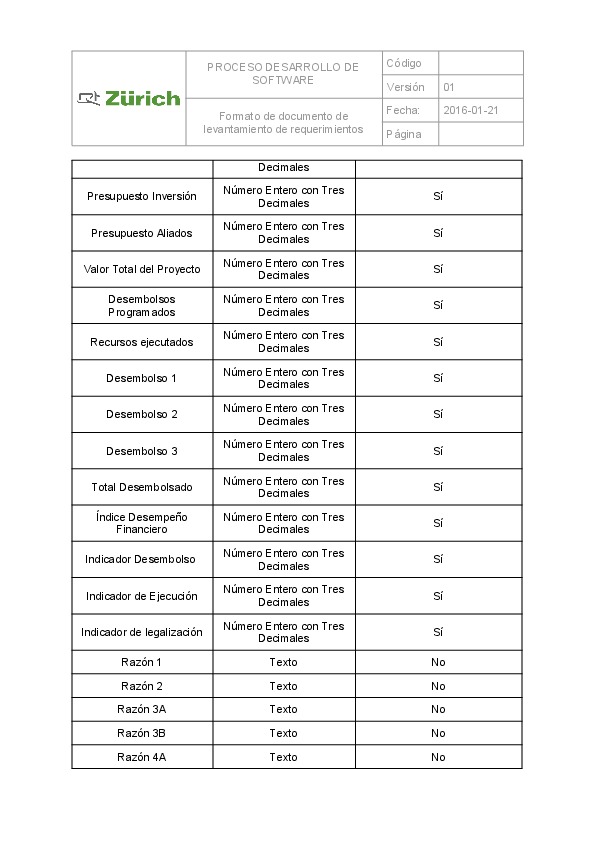 Zürich
PROCESO DESARROLLO DE
SOFTWARE
Formato de documento de
levantamiento de requerimientos
Código
Versión 01
Fecha: 2016-01-21
Página
Decimales
Presupuesto Inversión
Número Entero con Tres
Decimales
Sí
Presupuesto Aliados
Número Entero con Tres
Decimales
Sí
Valor Total del Proyecto
Número Entero con Tres
Decimales
Sí
Desembolsos
Programados
Número Entero con Tres
Decimales
Sí
Recursos ejecutados
Número Entero con Tres
Decimales
Sí
Desembolso 1
Número Entero con Tres
Decimales
Sí
Desembolso 2
Número Entero con Tres
Decimales
Sí
Desembolso 3
Número Entero con Tres
Decimales
Sí
Total Desembolsado
Número Entero con Tres
Decimales
Sí
Índice Desempeño
Financiero
Número Entero con Tres
Decimales
Sí
Indicador Desembolso
Número Entero con Tres
Decimales
Sí
Indicador de Ejecución
Número Entero con Tres
Decimales
Sí
Indicador de legalización
Número Entero con Tres
Decimales
Sí
Razón 1 Texto No
Razón 2 Texto No
Razón 3A Texto No
Razón 3B Texto No
Razón 4A Texto No